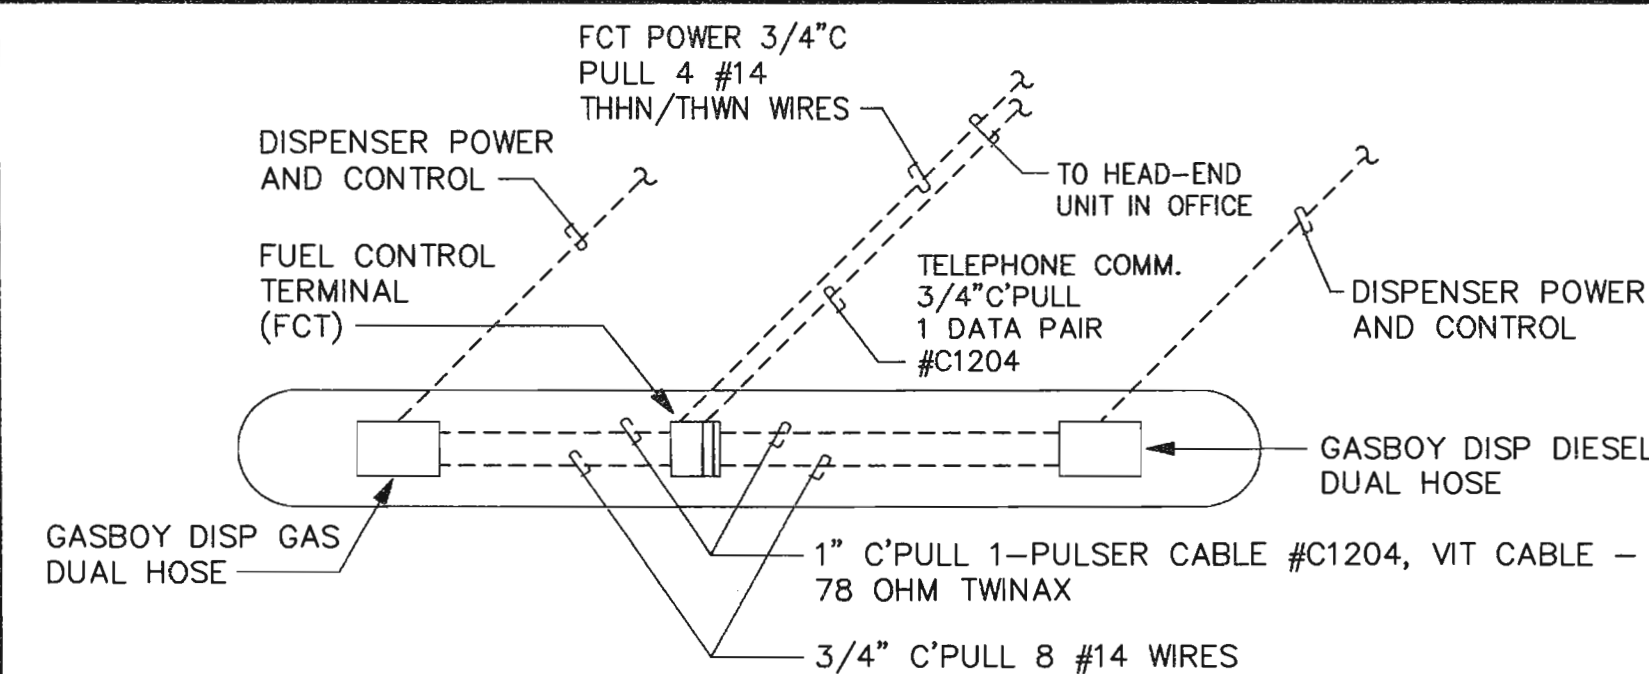 FCT POWER 3/4"C
PULL 4 #14
THHN/THWN WIRES
DISPENSER POWER
AND CONTROL
TO HEAD-END
UNIT IN OFFICE
FUEL CONTROL
TERMINAL
(FCT)
TELEPHONE COMM.
3/4"C'PULL
1 DATA PAIR
#C1204
DISPENSER POWER
AND CONTROL
GASBOY DISP DIESEL
DUAL HOSE
GASBOY DISP GAS
DUAL HOSE
1" C'PULL 1-PULSER CABLE #C1204, VIT CABLE -
78 OHM TWINAX
3/4" C'PULL 8 #14 WIRES